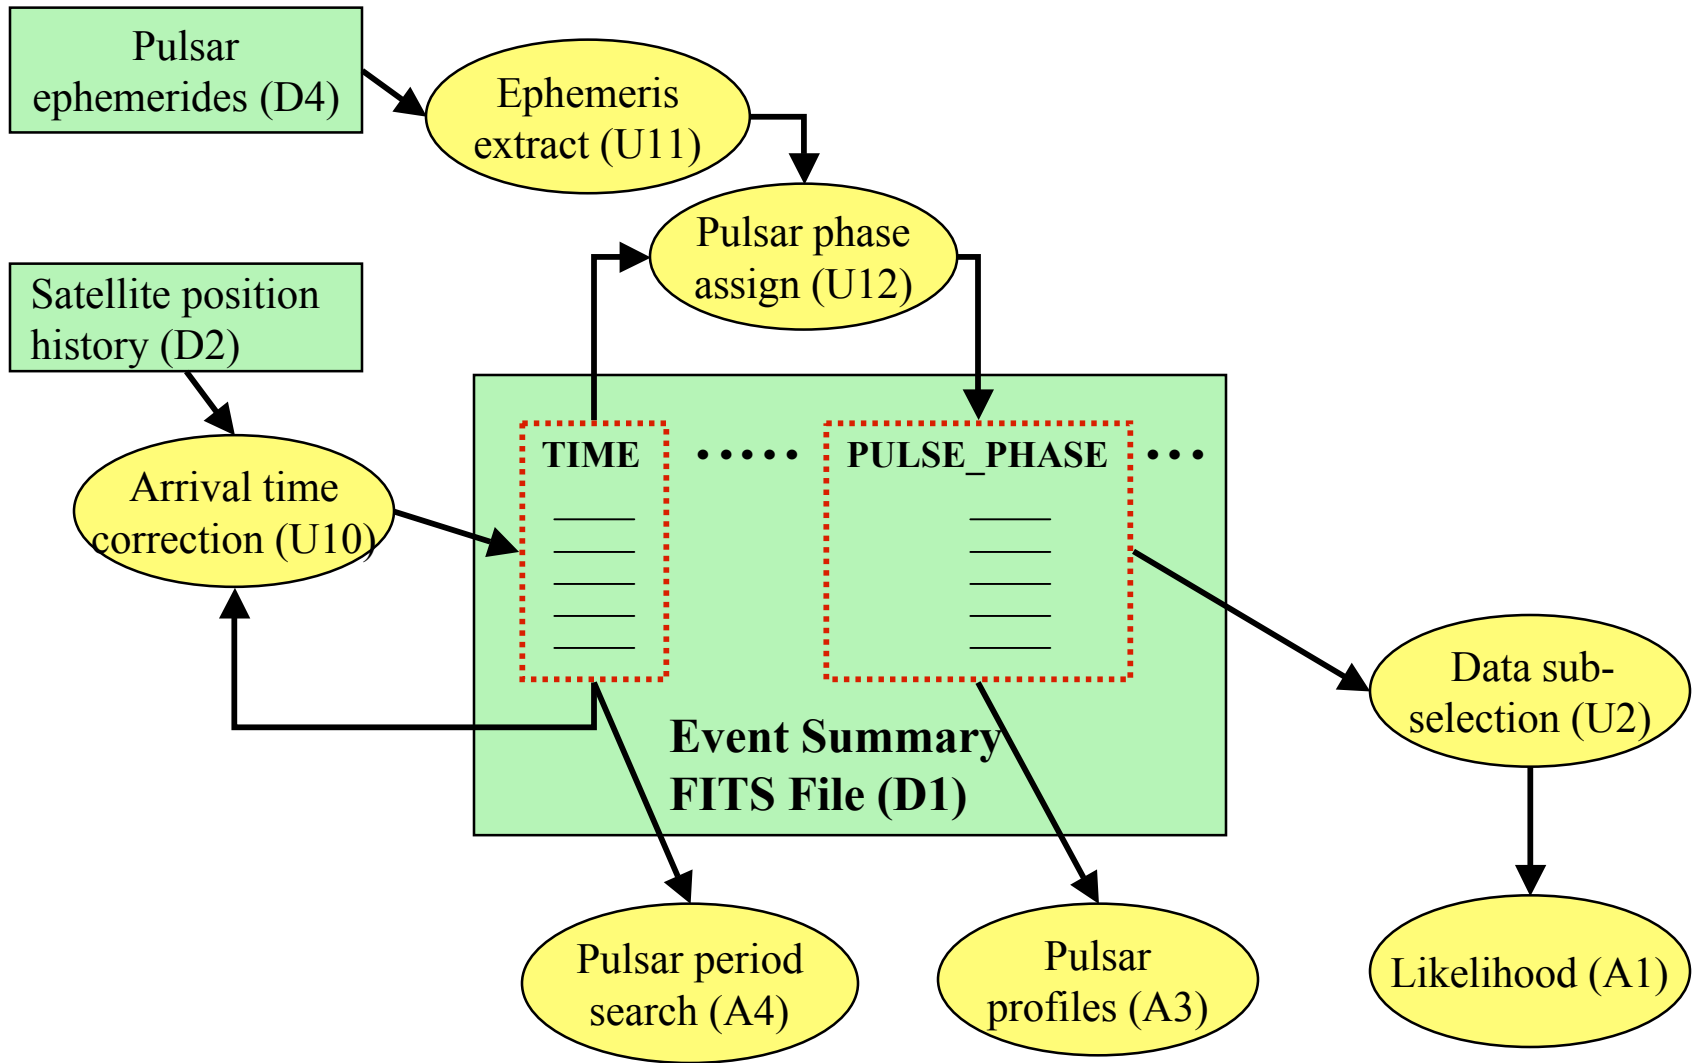 Pulsar
ephemerides (D4)
Ephemeris
extract (U11)
Pulsar phase
assign (U12)
Satellite position
history (D2)
Arrival time
correction (U10)
TIME ..... PULSE_PHASE ...
Event Summary
FITS File (D1)
Data sub-
selection (U2)
Pulsar period
search (A4)
Pulsar
profiles (A3)
Likelihood (A1)